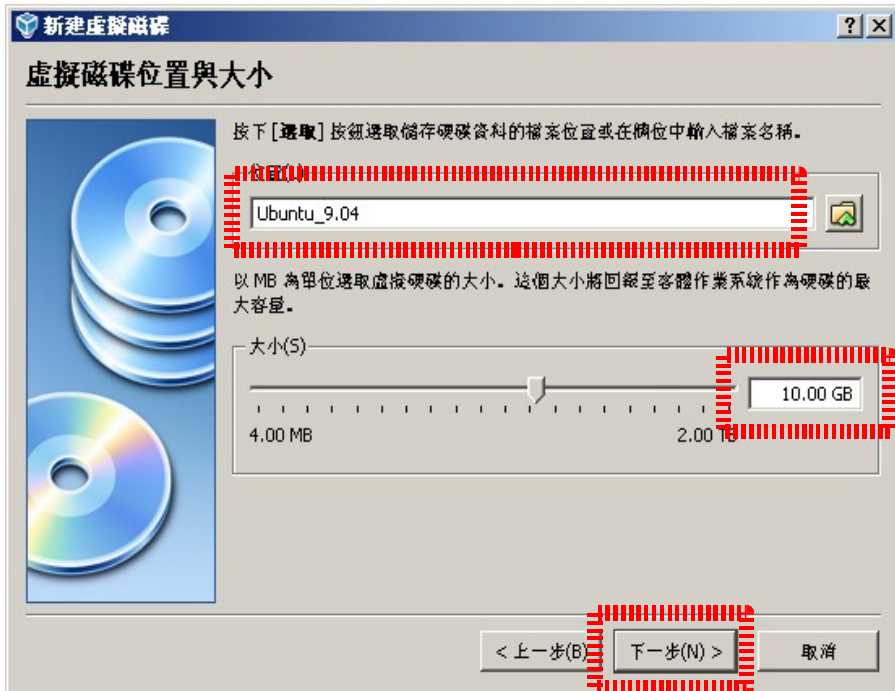 新建虛擬磁碟
虛擬磁碟位置與大小
按下 [選取] 按鈕選取儲存硬碟資料的檔案位置或在欄位中輸入檔案名稱。
位置(L)
Ubuntu_9.04
以 MB 為單位選取虛擬硬碟的大小。這個大小將回報至客體作業系統作為硬碟的最
大容量。
大小(S)
10.00 GB
4.00 MB
2.00 TB
< 上一步(B)
下一步(N) >
取消